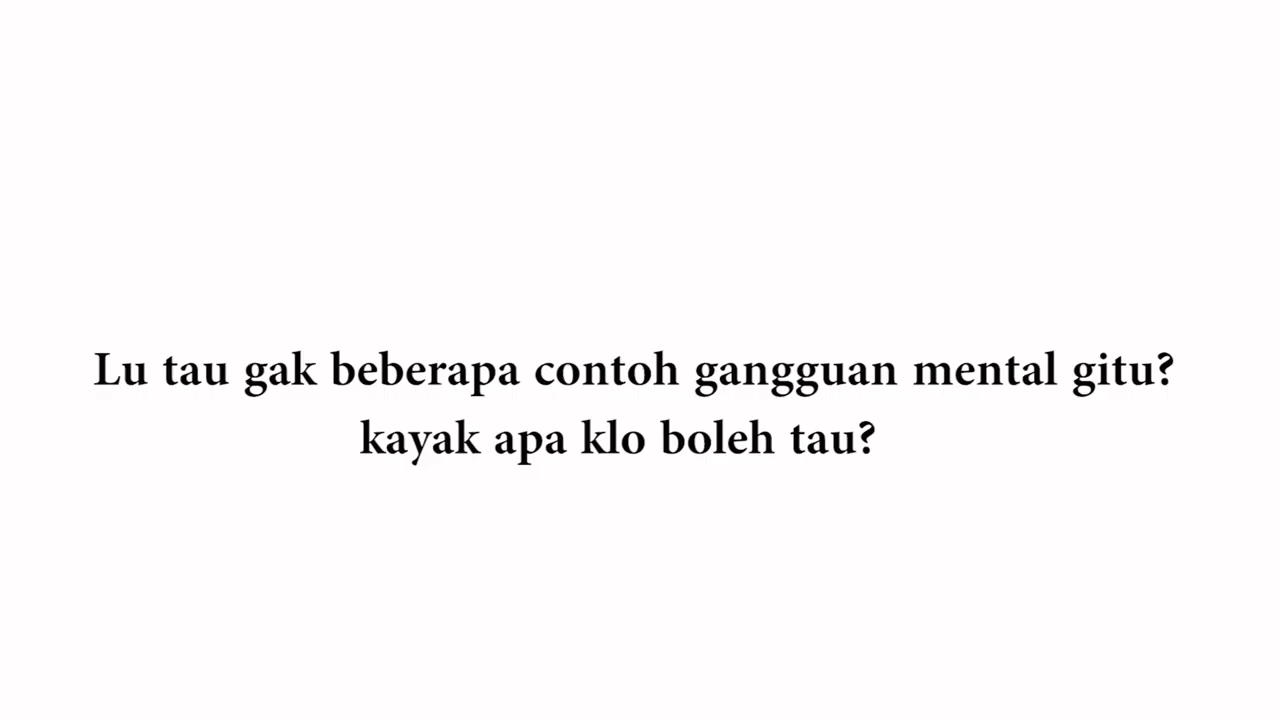 Lu tau gak beberapa contoh gangguan mental gitu?
kayak apa klo boleh tau?